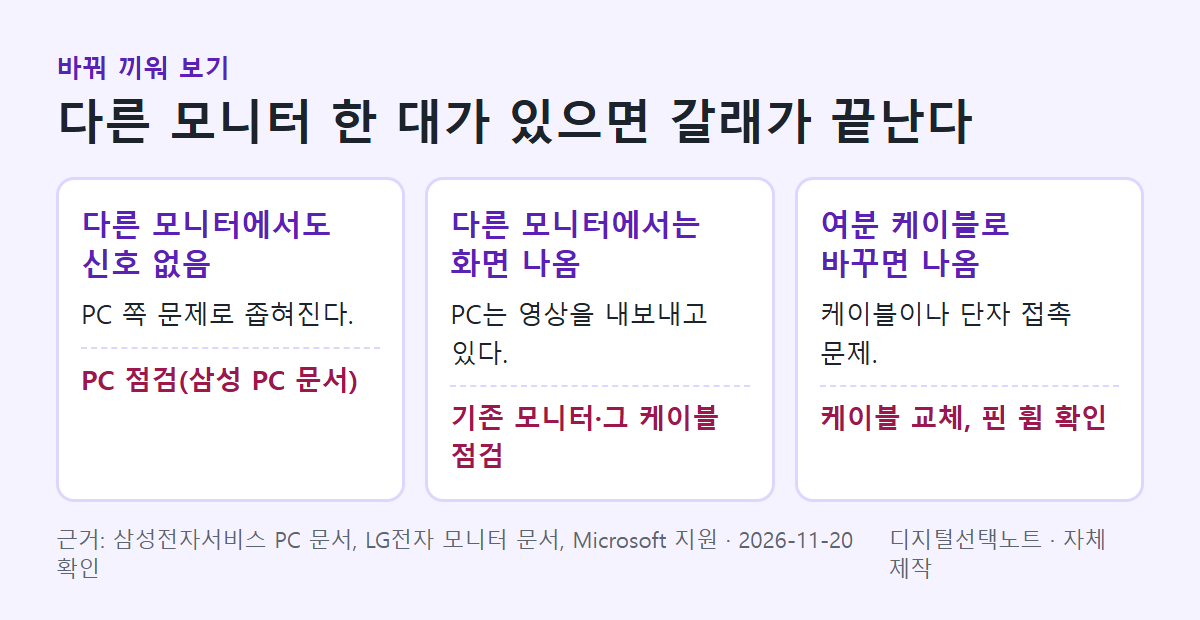 바꿔 끼워 보기
다른 모니터 한 대가 있으면 갈래가 끝난다
다른 모니터에서도
신호 없음
PC 쪽 문제로 좁혀진다.
PC 점검(삼성 PC 문서)
다른 모니터에서는
화면 나옴
PC는 영상을 내보내고
있다.
기존 모니터·그 케이블
점검
여분 케이블로
바꾸면 나옴
케이블이나 단자 접촉
문제.
케이블 교체, 핀 휨 확인
근거: 삼성전자서비스 PC 문서, LG전자 모니터 문서, Microsoft 지원 · 2026-11-20
확인
디지털선택노트 · 자체
제작